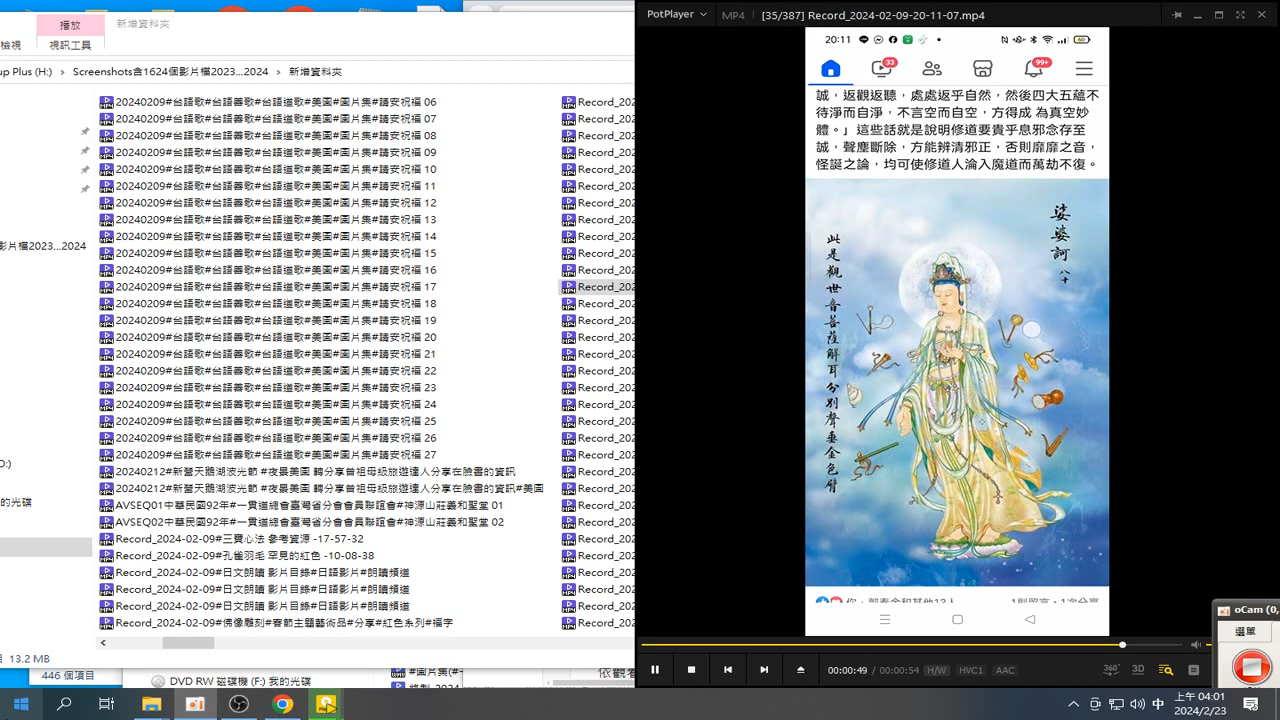 播放
新增資料夾
檢視
視訊工具
up Plus (H:) > Screenshots含1624個影片檔2023...2024 > 新增資料夾
影片檔2023...2024
D:)
的光碟
20240209#台語歌#台語善歌#台語道歌#美圖#圖片集#請安祝福 06
20240209#台語歌#台語善歌#台語道歌#美圖#圖片集#請安祝福 07
20240209#台語歌#台語善歌#台語道歌#美圖#圖片集#請安祝福 08
20240209#台語歌#台語善歌#台語道歌#美圖#圖片集#請安祝福 09
20240209#台語歌#台語善歌#台語道歌#美圖#圖片集#請安祝福 10
20240209#台語歌#台語善歌#台語道歌#美圖#圖片集#請安祝福 11
20240209#台語歌#台語善歌#台語道歌#美圖#圖片集#請安祝福 12
20240209#台語歌#台語善歌#台語道歌#美圖#圖片集#請安祝福 13
20240209#台語歌#台語善歌#台語道歌#美圖#圖片集#請安祝福 14
20240209#台語歌#台語善歌#台語道歌#美圖#圖片集#請安祝福 15
20240209#台語歌#台語善歌#台語道歌#美圖#圖片集#請安祝福 16
20240209#台語歌#台語善歌#台語道歌#美圖#圖片集#請安祝福 17
20240209#台語歌#台語善歌#台語道歌#美圖#圖片集#請安祝福 18
20240209#台語歌#台語善歌#台語道歌#美圖#圖片集#請安祝福 19
20240209#台語歌#台語善歌#台語道歌#美圖#圖片集#請安祝福 20
20240209#台語歌#台語善歌#台語道歌#美圖#圖片集#請安祝福 21
20240209#台語歌#台語善歌#台語道歌#美圖#圖片集#請安祝福 22
20240209#台語歌#台語善歌#台語道歌#美圖#圖片集#請安祝福 23
20240209#台語歌#台語善歌#台語道歌#美圖#圖片集#請安祝福 24
20240209#台語歌#台語善歌#台語道歌#美圖#圖片集#請安祝福 25
20240209#台語歌#台語善歌#台語道歌#美圖#圖片集#請安祝福 26
20240209#台語歌#台語善歌#台語道歌#美圖#圖片集#請安祝福 27
20240212#新營天鵝湖波光節 #夜景美圖 轉分享曾祖母級旅遊達人分享在臉書的資訊
20240212#新營天鵝湖波光節 #夜景美圖 轉分享曾祖母級旅遊達人分享在臉書的資訊#美圖
AVSEQ01中華民國92年#一貫道總會臺灣省分會會員聯誼會#神源山莊義和聖堂 01
AVSEQ02中華民國92年#一貫道總會臺灣省分會會員聯誼會#神源山莊義和聖堂 02
Record_2024-02-09#三寶心法 參考資源 -17-57-32
Record_2024-02-09#孔雀羽毛 罕見的紅色 -10-08-38
Record_2024-02-09#日文朗讀 影片目錄#日語影片#朗讀頻道
Record_2024-02-09#日文朗讀 影片目錄#日語影片#朗讀頻道
Record_2024-02-09#日文朗讀 影片目錄#日語影片#朗讀頻道
Record_2024-02-09#佛像雕刻#春節主題藝術品#分享#紅色系列#福字
13.2 MB
446 個項目
DVD RW 磁碟機 (F:) 我的光碟
#圖片集(#
依觀看
PotPlayer
MP4
[35/387] Record_2024-02-09-20-11-07.mp4
20:11
60
33
99+
誠，返觀返聽，處處返乎自然，然後四大五蘊不
待淨而自淨，不言空而自空，方得成 為真空妙
體。」這些話就是說明修道要貴乎息邪念存至
誠，聲塵斷除，方能辨清邪正，否則靡靡之音，
怪誕之論，均可使修道人淪入魔道而萬劫不復。
娑婆訶 八十
此是觀世音菩薩解耳分別聲垂金色臂
00:00:49 / 00:00:54
H/W
HVC1
AAC
360°
3D
oCam (0,
選單
中
上午 04:01
2024/2/23